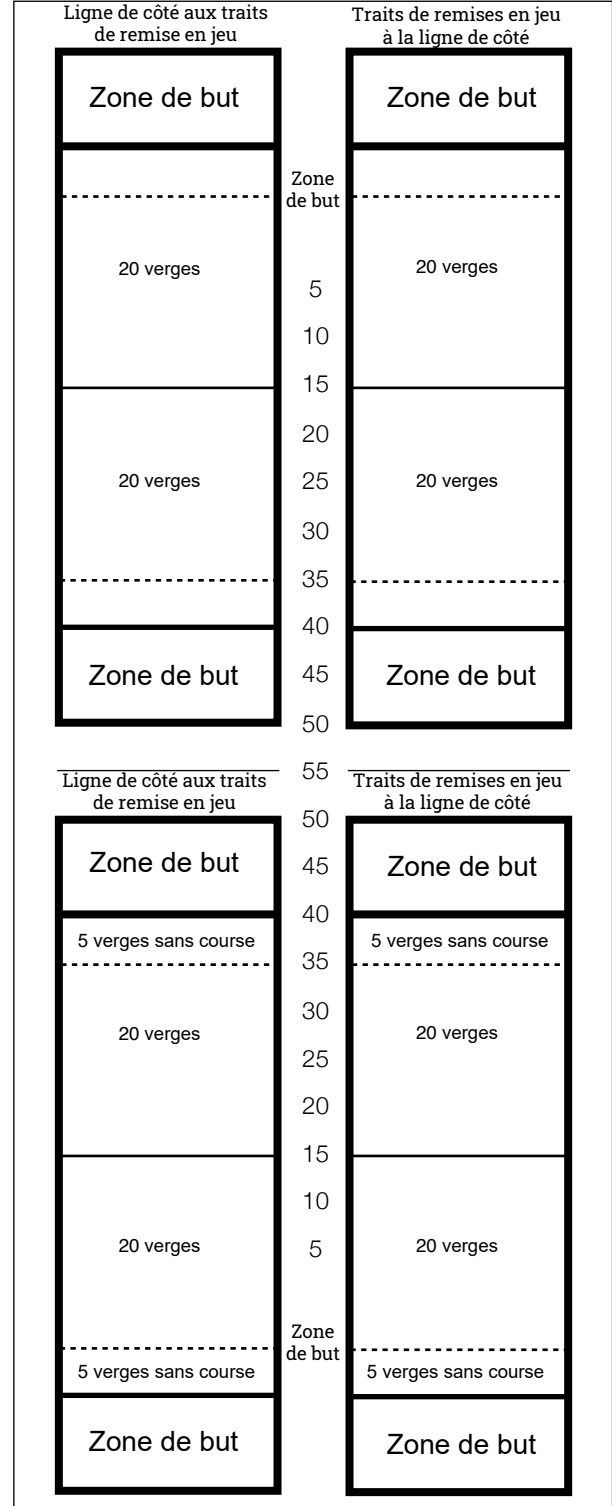 Ligne de côté aux traits
de remise en jeu
Traits de remises en jeu
à la ligne de côté
Zone de but
Zone de but
Zone
de but
20 verges
20 verges
5
10
15
20
20 verges
25
20 verges
30
35
40
Zone de but
45
Zone de but
50
55
Ligne de côté aux traits
de remise en jeu
Traits de remises en jeu
à la ligne de côté
50
Zone de but
45
Zone de but
40
5 verges sans course
5 verges sans course
35
30
20 verges
20 verges
25
20
15
10
20 verges
5
20 verges
Zone
de but
5 verges sans course
5 verges sans course
Zone de but
Zone de but